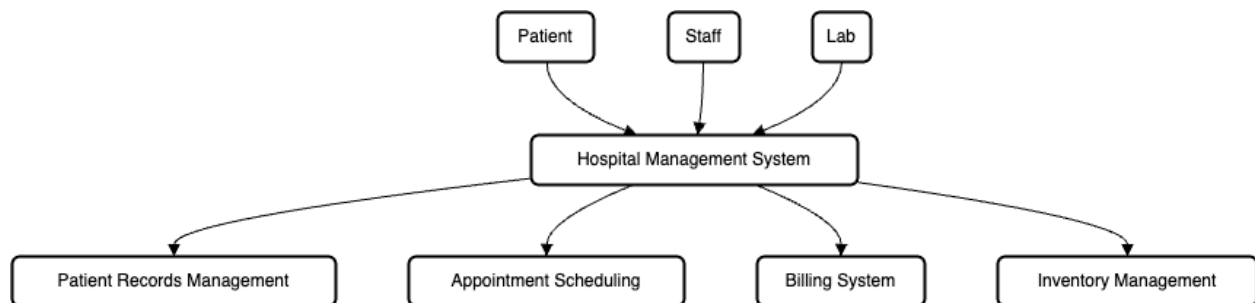 Patient
Staff
Lab
Hospital Management System
Patient Records Management
Appointment Scheduling
Billing System
Inventory Management